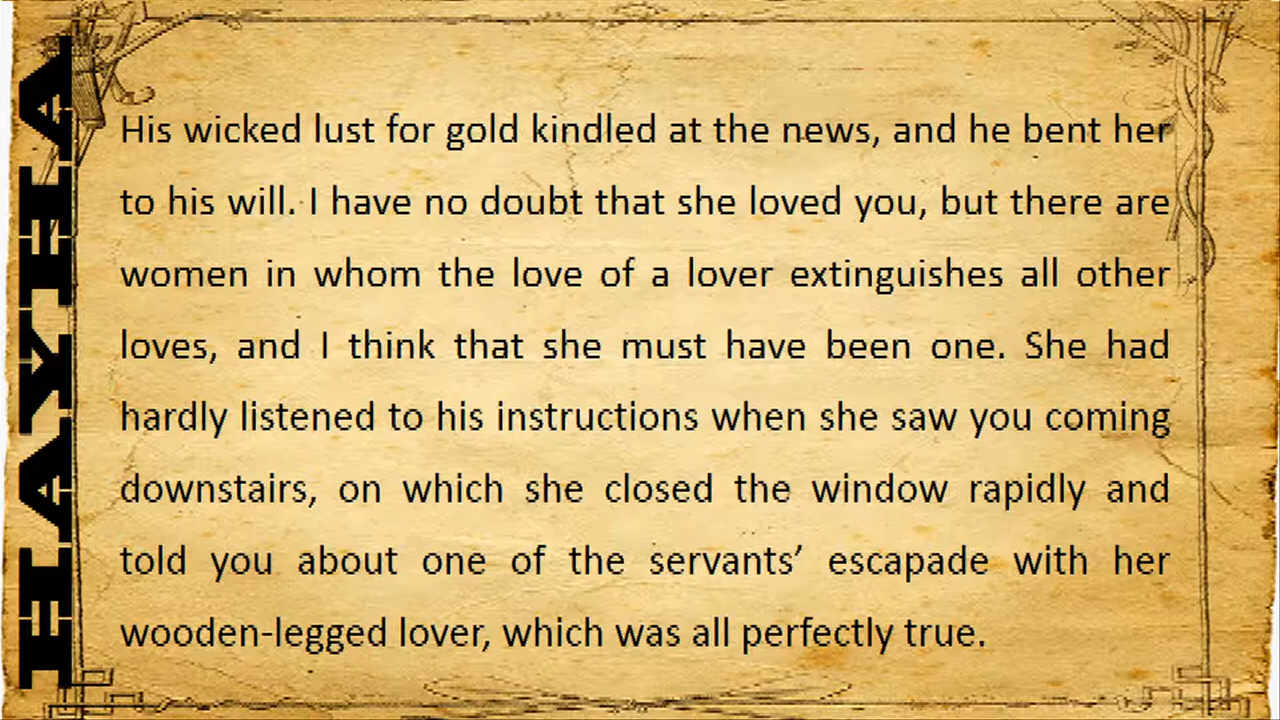 HAYHA
His wicked lust for gold kindled at the news, and he bent her
to his will. I have no doubt that she loved you, but there are
women in whom the love of a lover extinguishes all other
loves, and I think that she must have been one. She had
hardly listened to his instructions when she saw you coming
downstairs, on which she closed the window rapidly and
told you about one of the servants’ escapade with her
wooden-legged lover, which was all perfectly true.